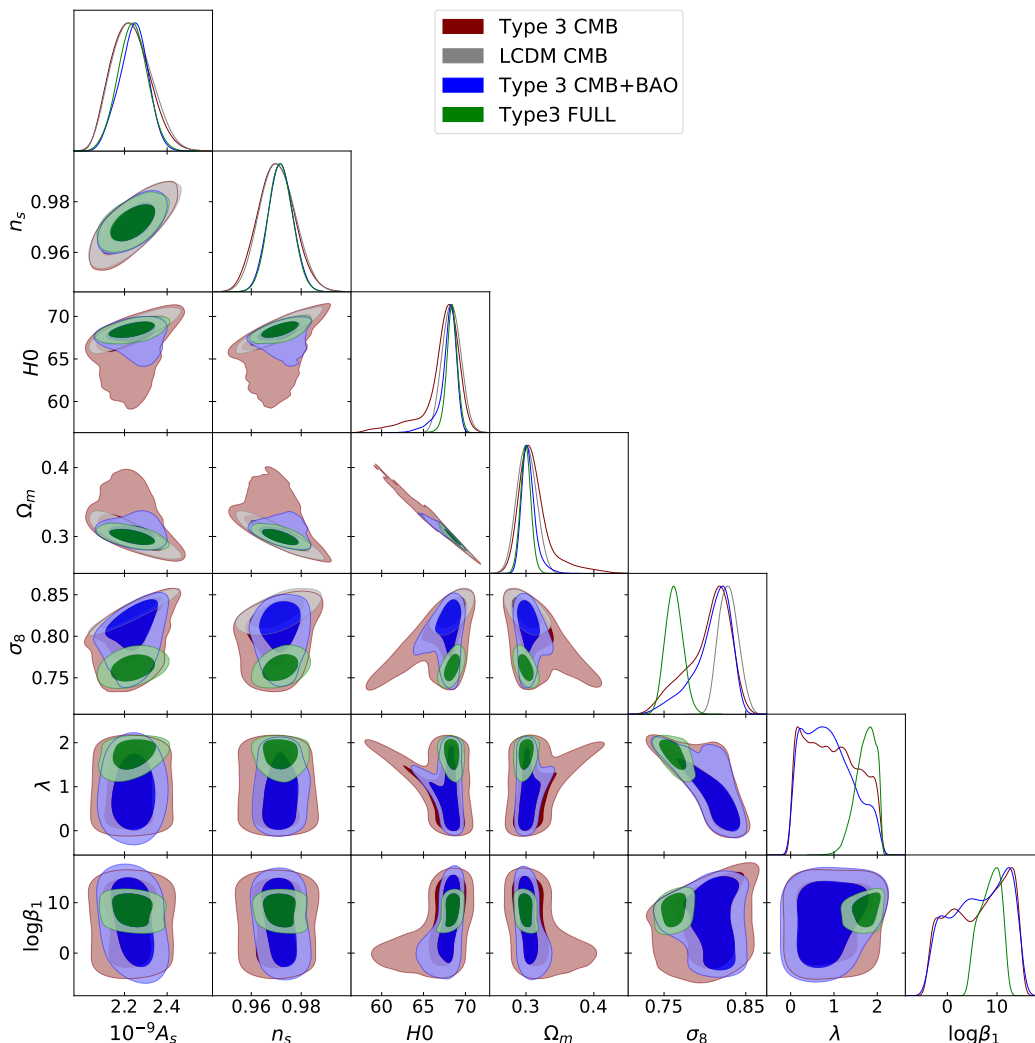 Type 3 CMB
LCDM CMB
Type 3 CMB+BAO
Type3 FULL
n_s
0.98
0.96
H0
70
65
60
Ω_m
0.4
0.3
σ_8
0.85
0.80
0.75
λ
2
1
0
logβ_1
10
0
2.2 2.4
0.96 0.98
60 65 70
0.3 0.4
0.75 0.85
0 1 2
0 10
10^{-9}A_s
n_s
H0
Ω_m
σ_8
λ
logβ_1